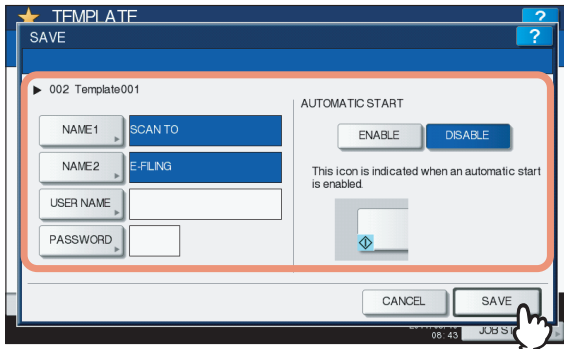 TEMPLATE
?
SAVE
?
002 Template001
NAME1
SCAN TO
NAME2
E-FILING
USER NAME
PASSWORD
AUTOMATIC START
ENABLE
DISABLE
This icon is indicated when an automatic start
is enabled.
CANCEL
SAVE
08:43
JOB